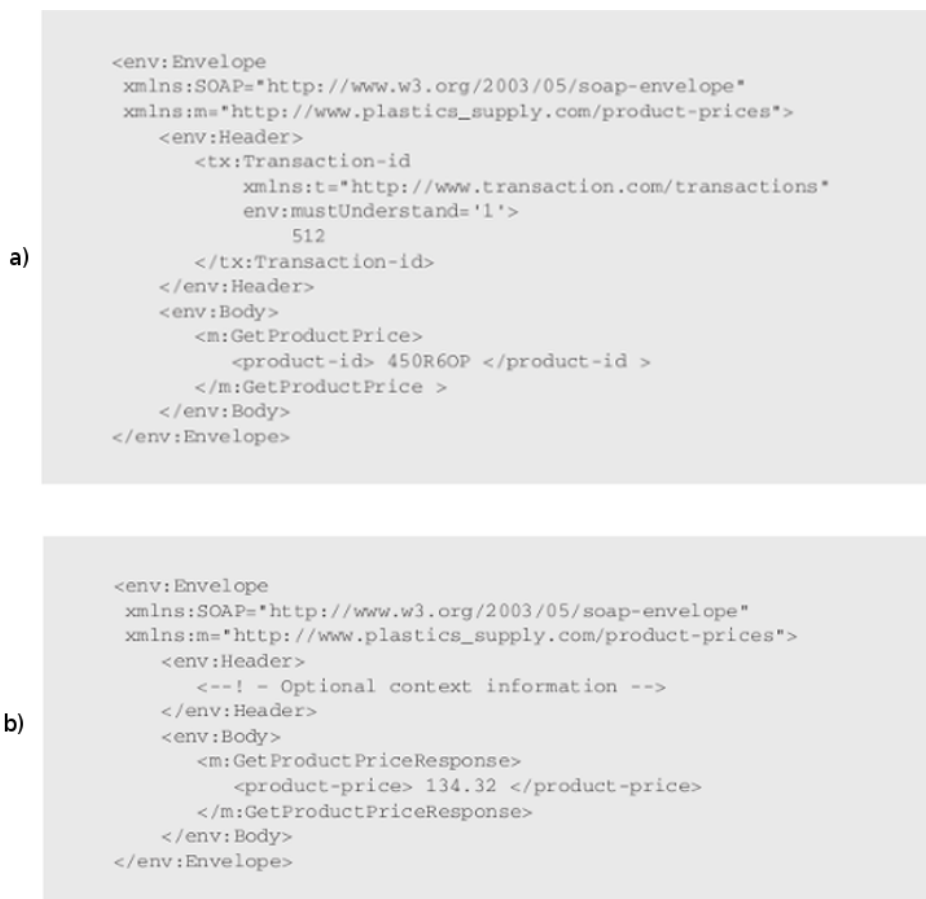 <env:Envelope
xmlns:SOAP="http://www.w3.org/2003/05/soap-envelope"
xmlns:m="http://www.plastics_supply.com/product-prices">
<env:Header>
<tx:Transaction-id
xmlns:t="http://www.transaction.com/transactions"
env:mustUnderstand='1'>
512
a)
</tx:Transaction-id>
</env:Header>
<env:Body>
<m:GetProductPrice>
<product-id> 450R6OP </product-id >
</m:GetProductPrice >
</env:Body>
</env:Envelope>
<env:Envelope
xmlns:SOAP="http://www.w3.org/2003/05/soap-envelope"
xmlns:m="http://www.plastics_supply.com/product-prices">
<env:Header>
<--! - Optional context information -->
</env:Header>
b)
<env:Body>
<m:GetProductPriceResponse>
<product-price> 134.32 </product-price>
</m:GetProductPriceResponse>
</env:Body>
</env:Envelope>